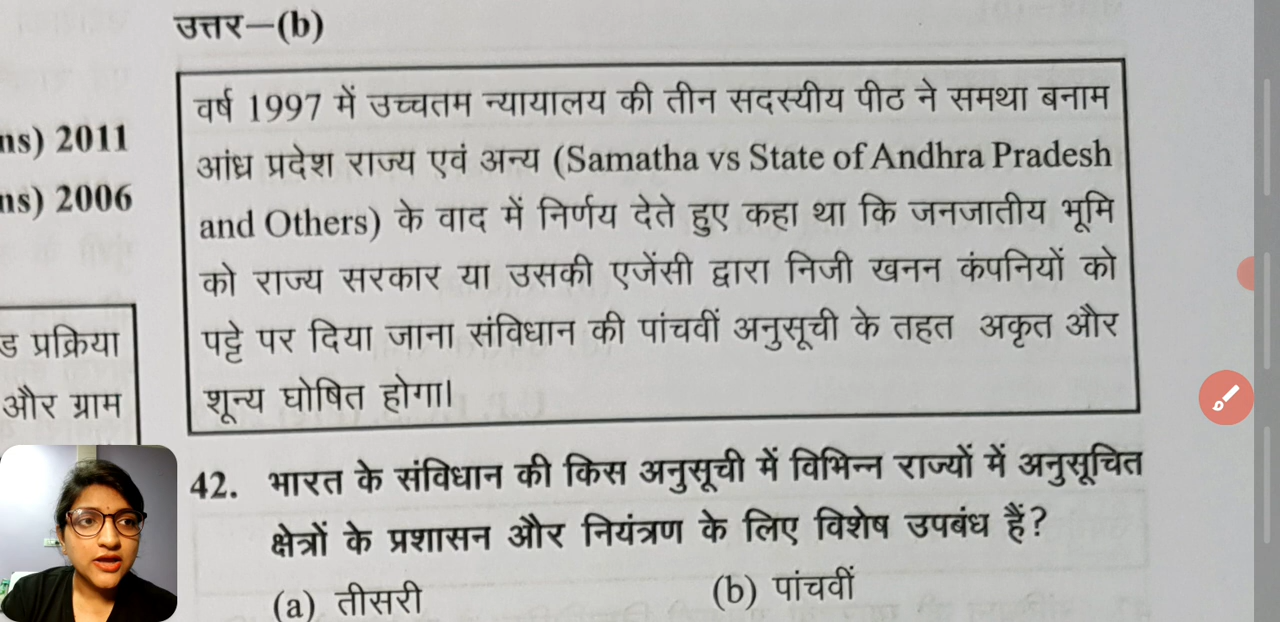 उत्तर—(b)
वर्ष 1997 में उच्चतम न्यायालय की तीन सदस्यीय पीठ ने समथा बनाम
आंध्र प्रदेश राज्य एवं अन्य (Samatha vs State of Andhra Pradesh
and Others) के वाद में निर्णय देते हुए कहा था कि जनजातीय भूमि
को राज्य सरकार या उसकी एजेंसी द्वारा निजी खनन कंपनियों को
पट्टे पर दिया जाना संविधान की पांचवीं अनुसूची के तहत अकृत और
शून्य घोषित होगा।
ns) 2011
ns) 2006
ड प्रक्रिया
और ग्राम
42. भारत के संविधान की किस अनुसूची में विभिन्न राज्यों में अनुसूचित
क्षेत्रों के प्रशासन और नियंत्रण के लिए विशेष उपबंध हैं?
(a) तीसरी (b) पांचवीं